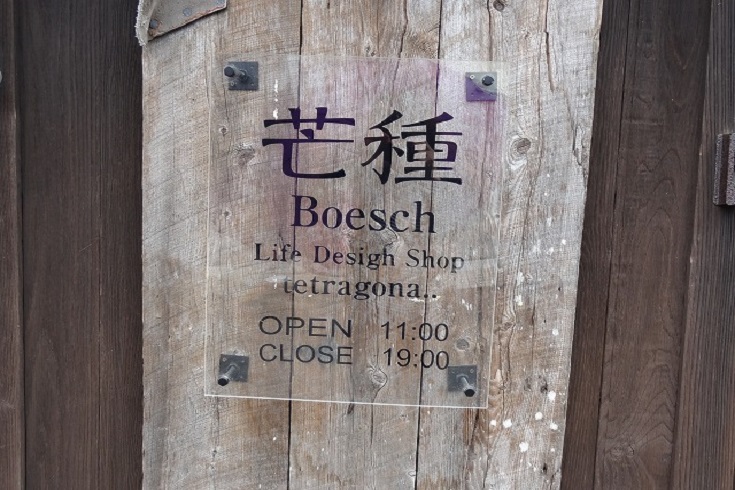 芒種
Boesch
Life Desigh Shop
tetragona..
OPEN 11:00
CLOSE 19:00